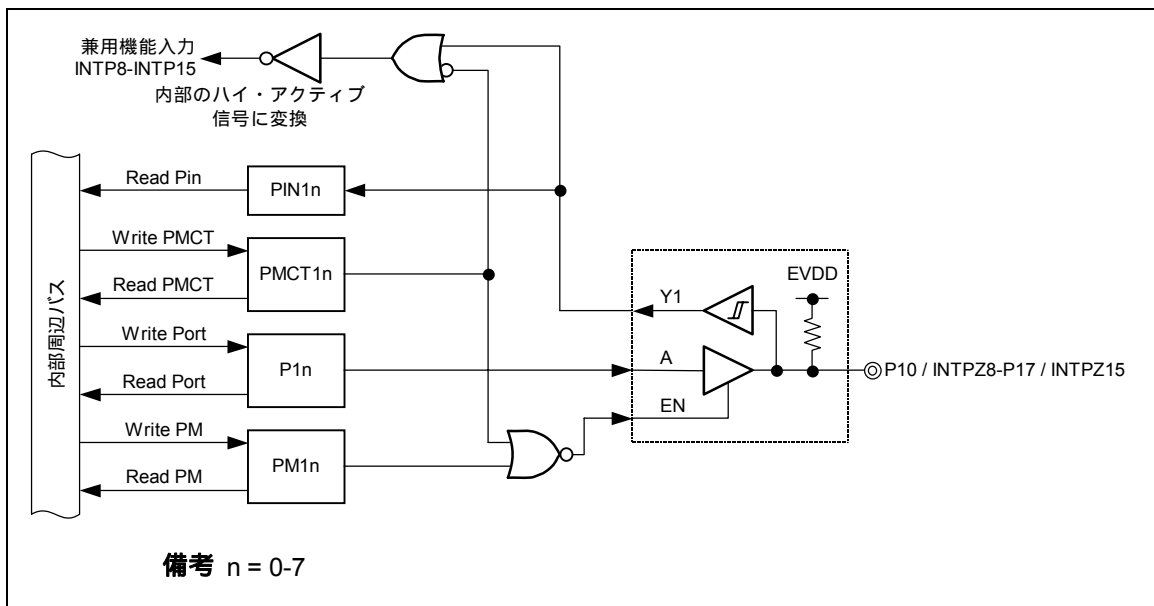 兼用機能入力
INTP8-INTP15
内部のハイ・アクティブ
信号に変換
内部周辺バス
Read Pin
PIN1n
Write PMCT
PMCT1n
Read PMCT
Write Port
P1n
Read Port
Write PM
PM1n
Read PM
EVDD
Y1
A
EN
P10 / INTPZ8-P17 / INTPZ15
備考 n = 0-7